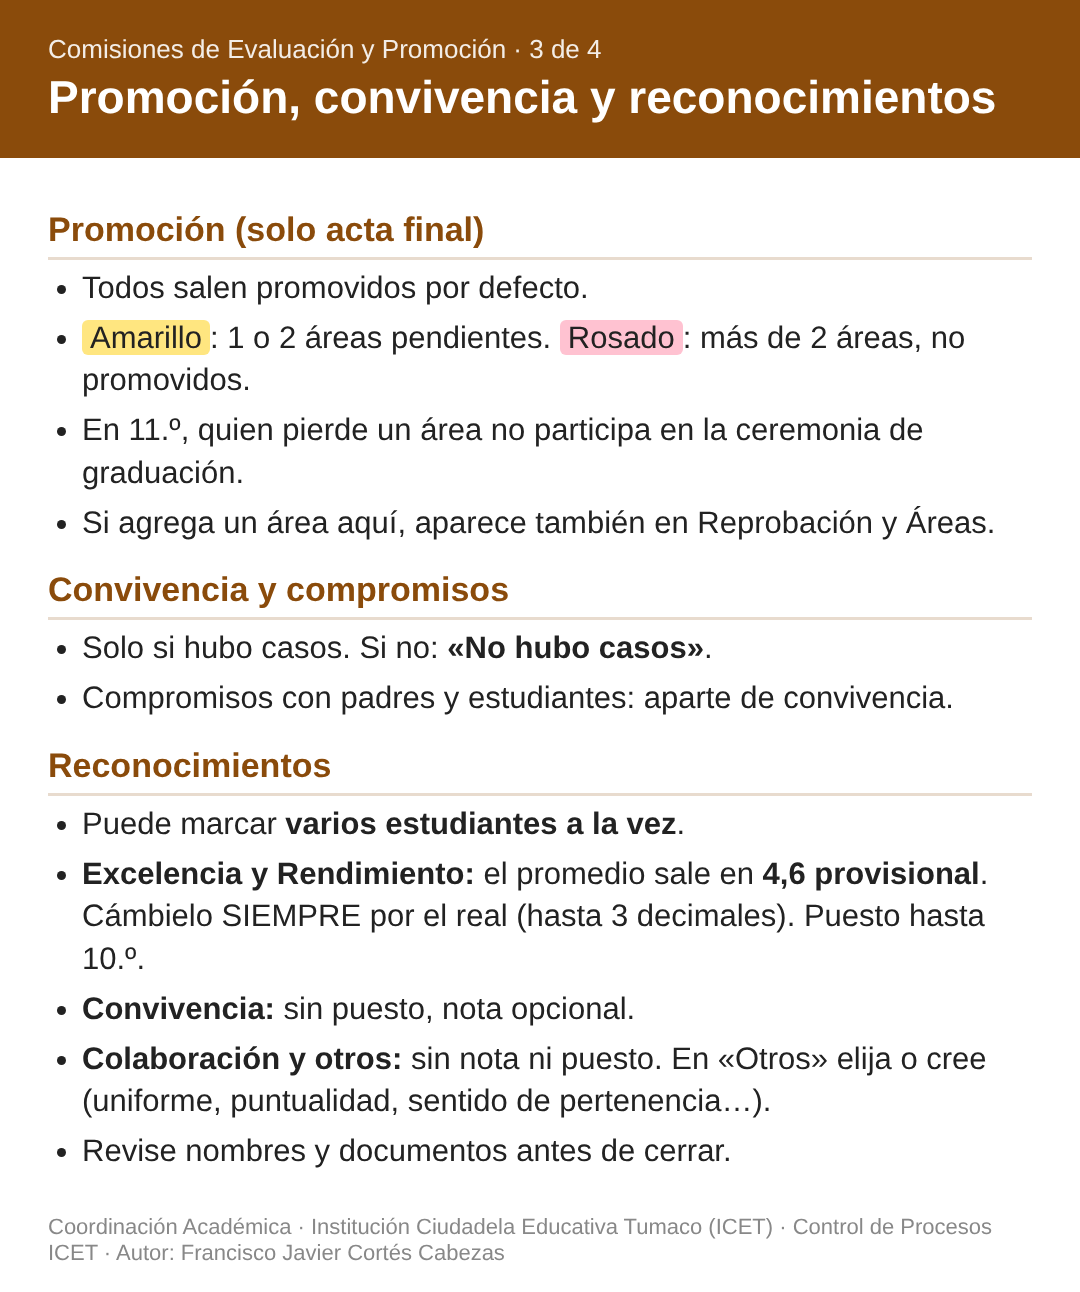 Comisiones de Evaluación y Promoción · 3 de 4
Promoción, convivencia y reconocimientos
Promoción (solo acta final)
• Todos salen promovidos por defecto.
• Amarillo: 1 o 2 áreas pendientes. Rosado: más de 2 áreas, no
promovidos.
• En 11.º, quien pierde un área no participa en la ceremonia de
graduación.
• Si agrega un área aquí, aparece también en Reprobación y Áreas.
Convivencia y compromisos
• Solo si hubo casos. Si no: «No hubo casos».
• Compromisos con padres y estudiantes: aparte de convivencia.
Reconocimientos
• Puede marcar varios estudiantes a la vez.
• Excelencia y Rendimiento: el promedio sale en 4,6 provisional.
Cámbielo SIEMPRE por el real (hasta 3 decimales). Puesto hasta
10.º.
• Convivencia: sin puesto, nota opcional.
• Colaboración y otros: sin nota ni puesto. En «Otros» elija o cree
(uniforme, puntualidad, sentido de pertenencia…).
• Revise nombres y documentos antes de cerrar.
Coordinación Académica · Institución Ciudadela Educativa Tumaco (ICET) · Control de Procesos
ICET · Autor: Francisco Javier Cortés Cabezas